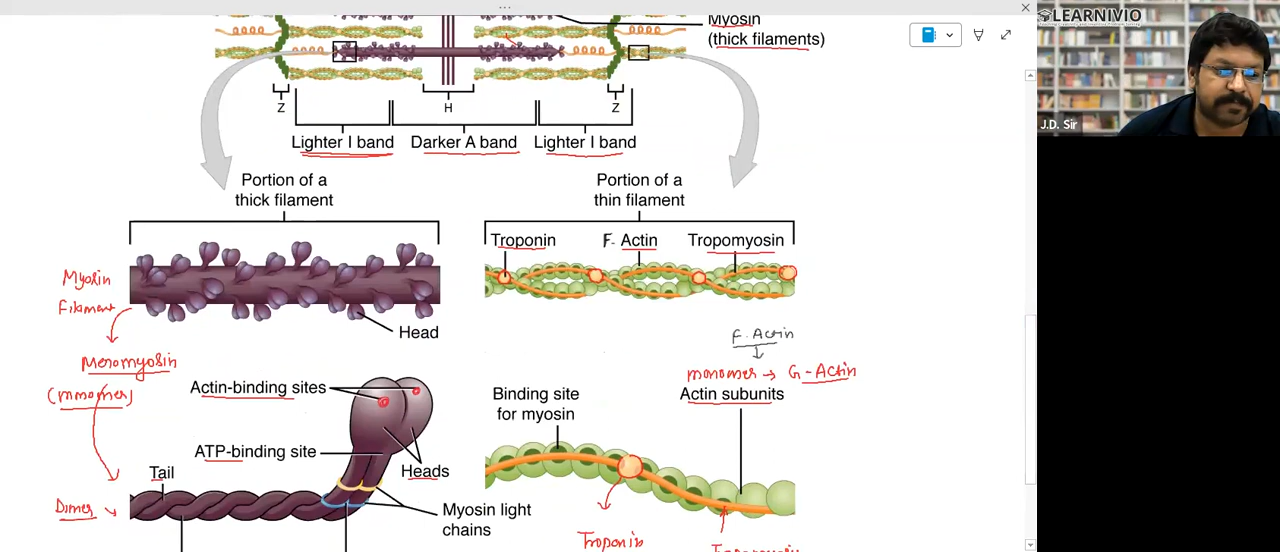 Myosin
(thick filaments)
LEARNIVIO
J.D. Sir
Z
H
Z
Lighter I band
Darker A band
Lighter I band
Portion of a
thick filament
Portion of a
thin filament
Troponin
F. Actin
Tropomyosin
Myosin
Filament
Head
Meromyosin
(monomer)
F. Actin
monomer → G-Actin
Actin subunits
Actin-binding sites
Binding site
for myosin
ATP-binding site
Heads
Tail
Dimer
Myosin light
chains
Troponin
Tropomyosin